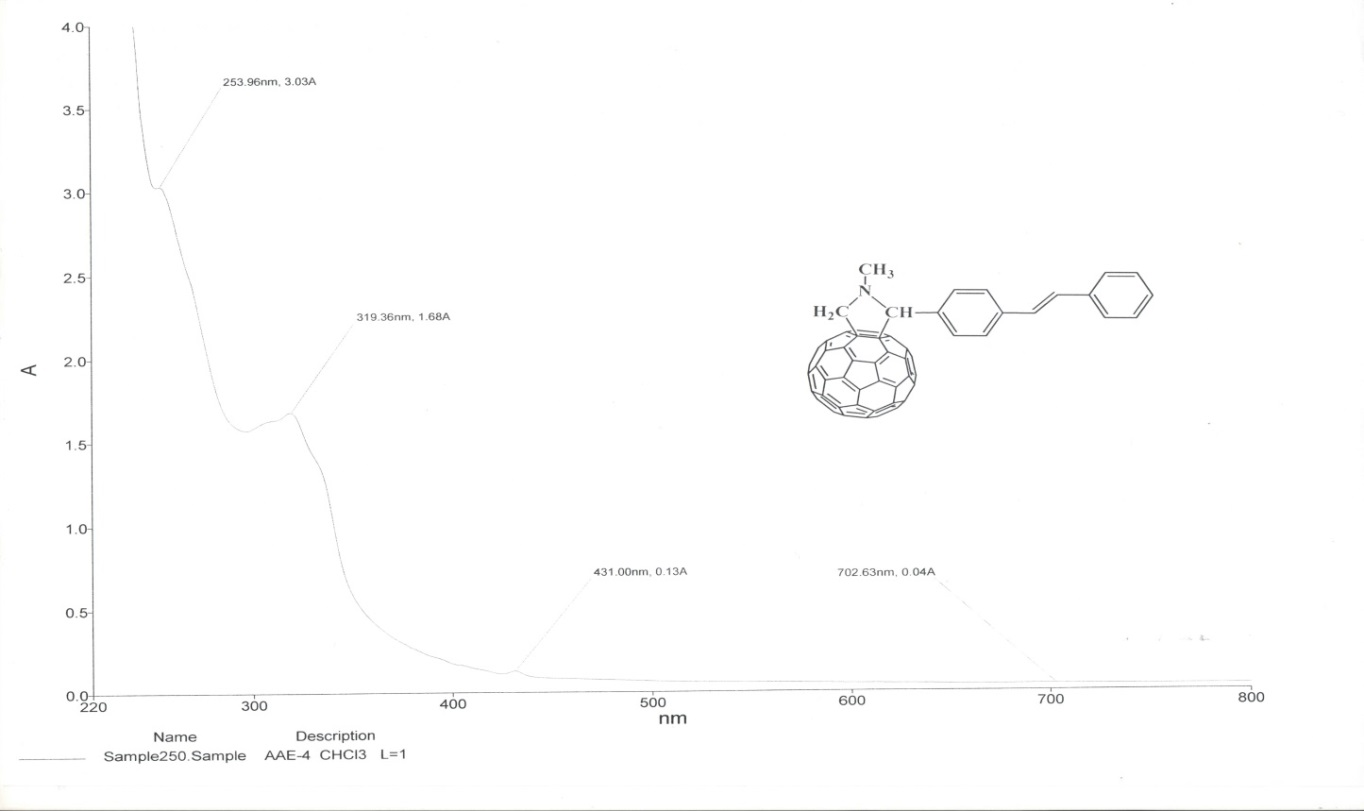 4.0
253.96nm, 3.03A
3.5
3.0
2.5
CH3
N
H2C
CH
319.36nm, 1.68A
2.0
A
1.5
1.0
431.00nm, 0.13A
702.63nm, 0.04A
0.5
0.0
220
300
400
500
600
700
800
nm
Name Description
Sample250.Sample AAE-4 CHCl3 L=1